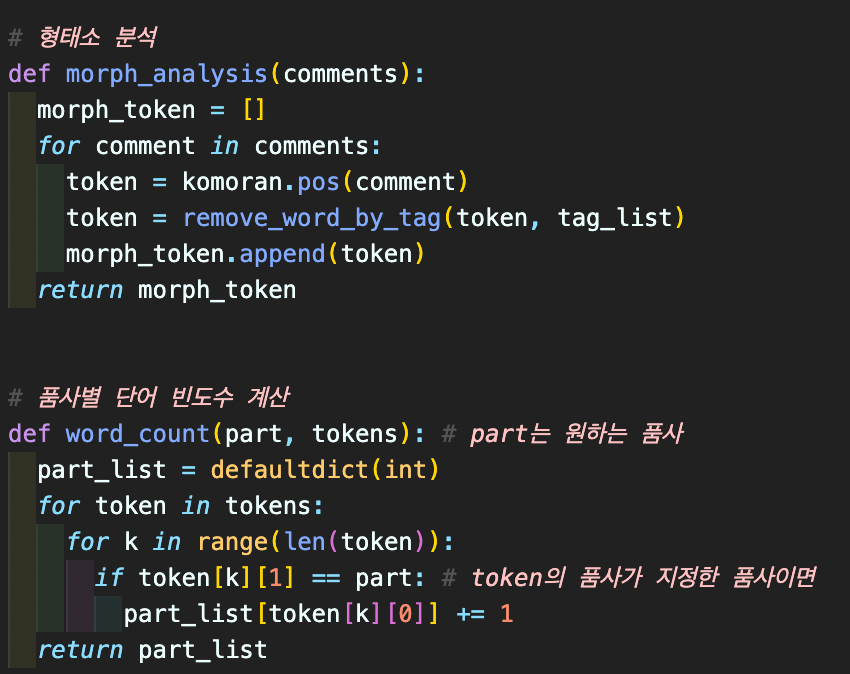 # 형태소 분석
def morph_analysis(comments):
  morph_token = []
  for comment in comments:
    token = komoran.pos(comment)
    token = remove_word_by_tag(token, tag_list)
    morph_token.append(token)
  return morph_token
# 품사별 단어 빈도수 계산
def word_count(part, tokens): # part는 원하는 품사
  part_list = defaultdict(int)
  for token in tokens:
    for k in range(len(token)):
      if token[k][1] == part: # token의 품사가 지정한 품사이면
        part_list[token[k][0]] += 1
  return part_list